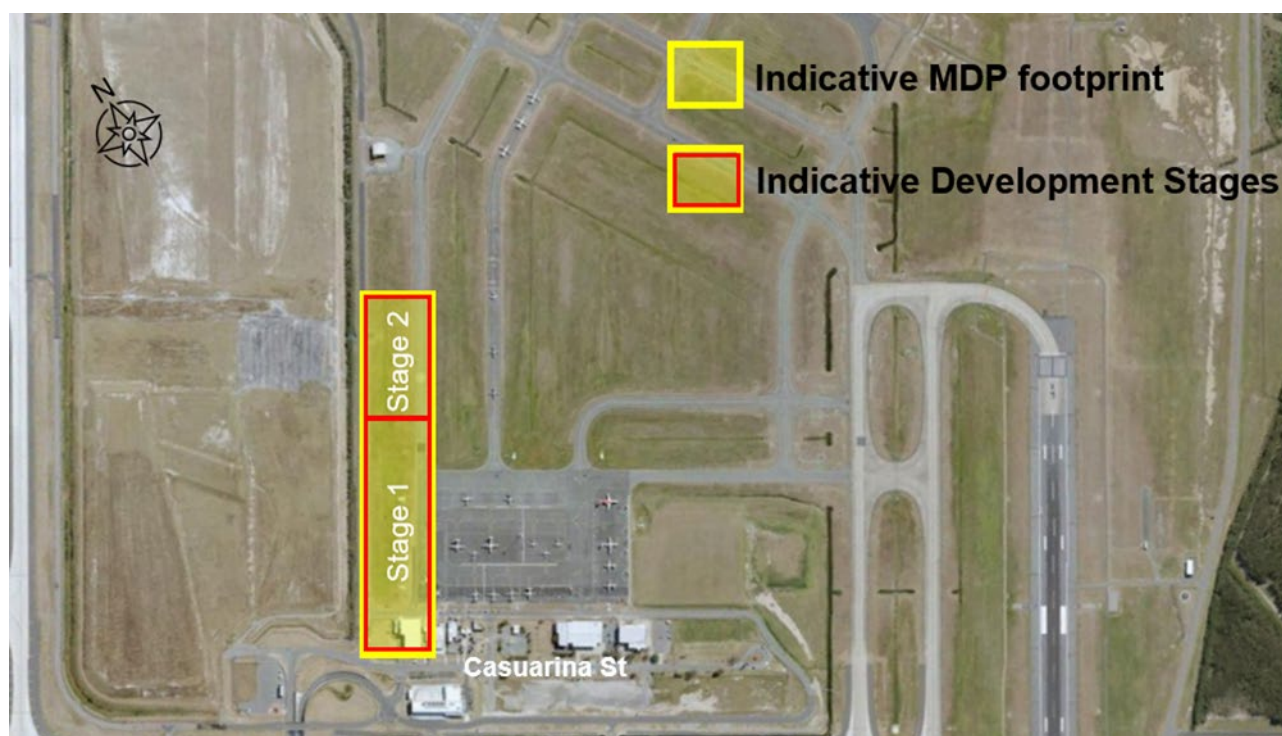 Indicative MDP footprint
N
Indicative Development Stages
Stage 2
Stage 1
Casuarina St